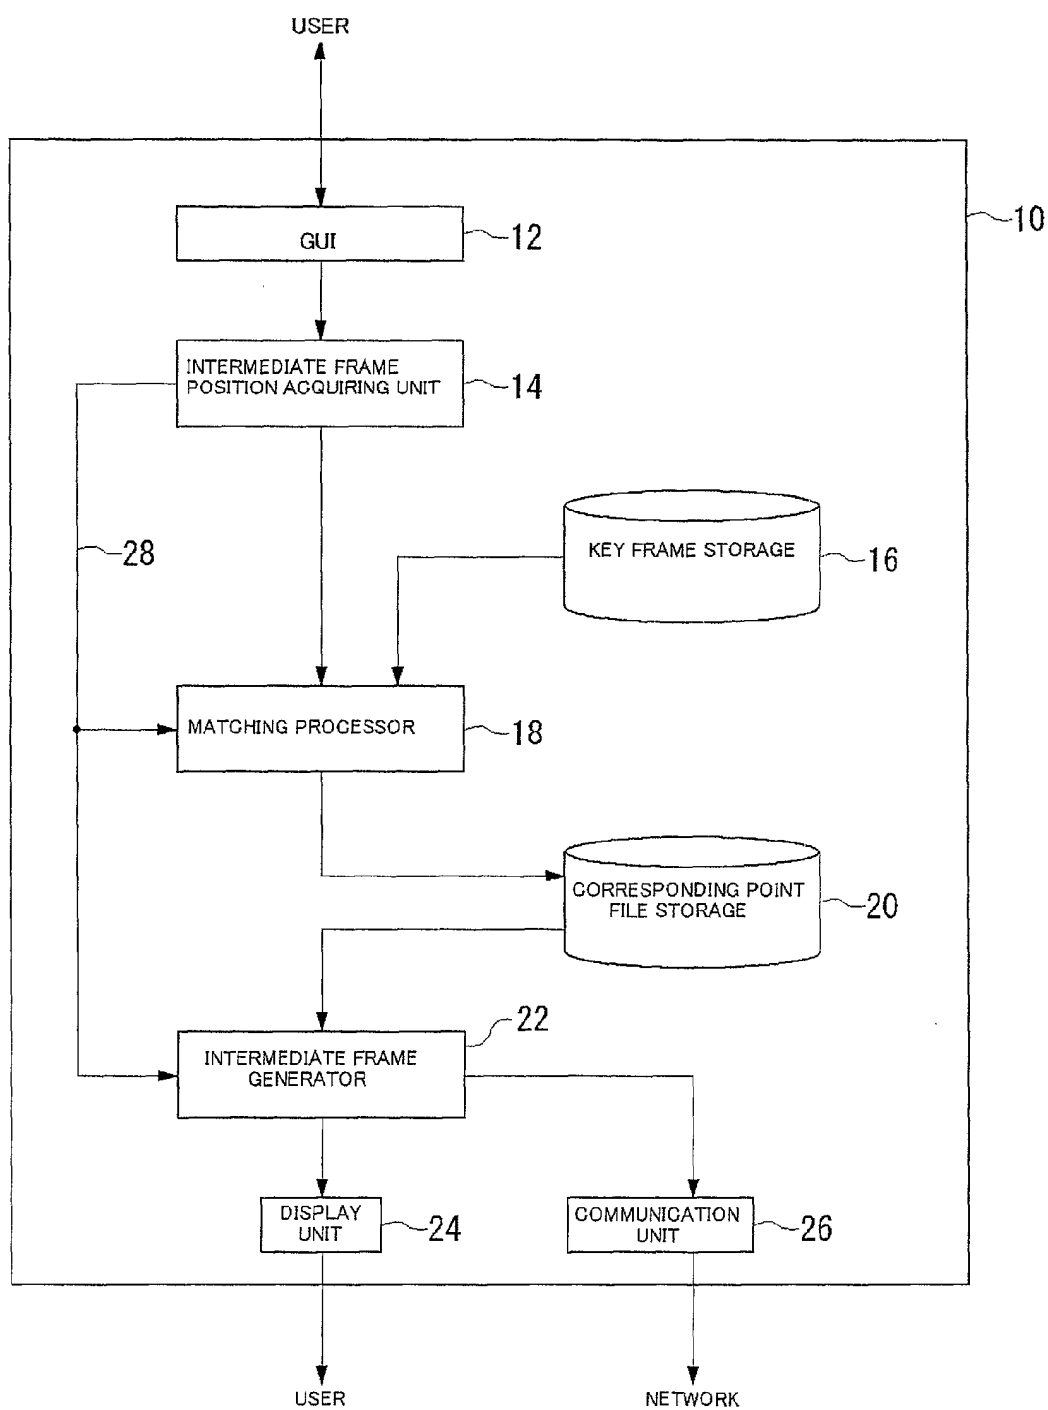 USER
10
GUI
12
INTERMEDIATE FRAME
POSITION ACQUIRING UNIT
14
28
KEY FRAME STORAGE
16
MATCHING PROCESSOR
18
CORRESPONDING POINT
FILE STORAGE
20
22
INTERMEDIATE FRAME
GENERATOR
DISPLAY
UNIT
24
COMMUNICATION
UNIT
26
USER
NETWORK